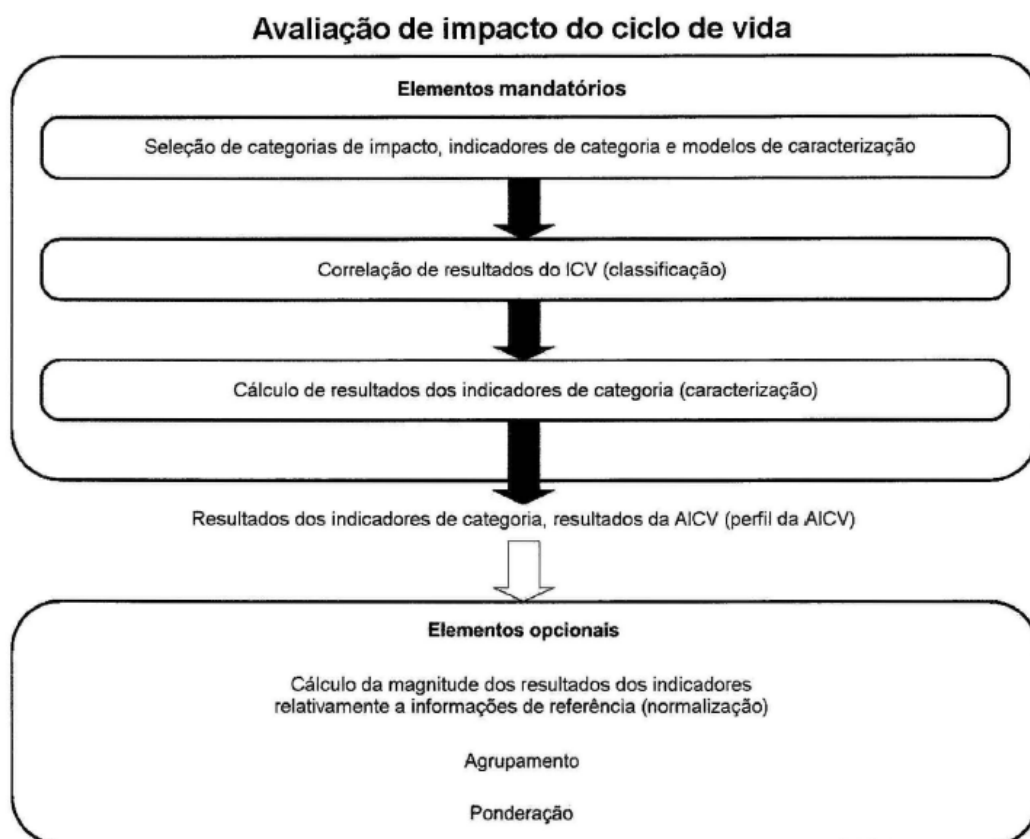 Avaliação de impacto do ciclo de vida
Elementos mandatórios
Seleção de categorias de impacto, indicadores de categoria e modelos de caracterização
Correlação de resultados do ICV (classificação)
Cálculo de resultados dos indicadores de categoria (caracterização)
Resultados dos indicadores de categoria, resultados da AICV (perfil da AICV)
Elementos opcionais
Cálculo da magnitude dos resultados dos indicadores
relativamente a informações de referência (normalização)
Agrupamento
Ponderação